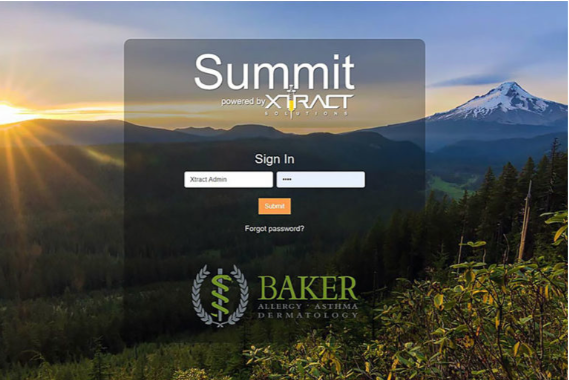 Summit
powered by XTRACT
SOLUTIONS
Sign In
Xtract Admin
••••
Submit
Forgot password?
BAKER
ALLERGY · ASTHMA
DERMATOLOGY